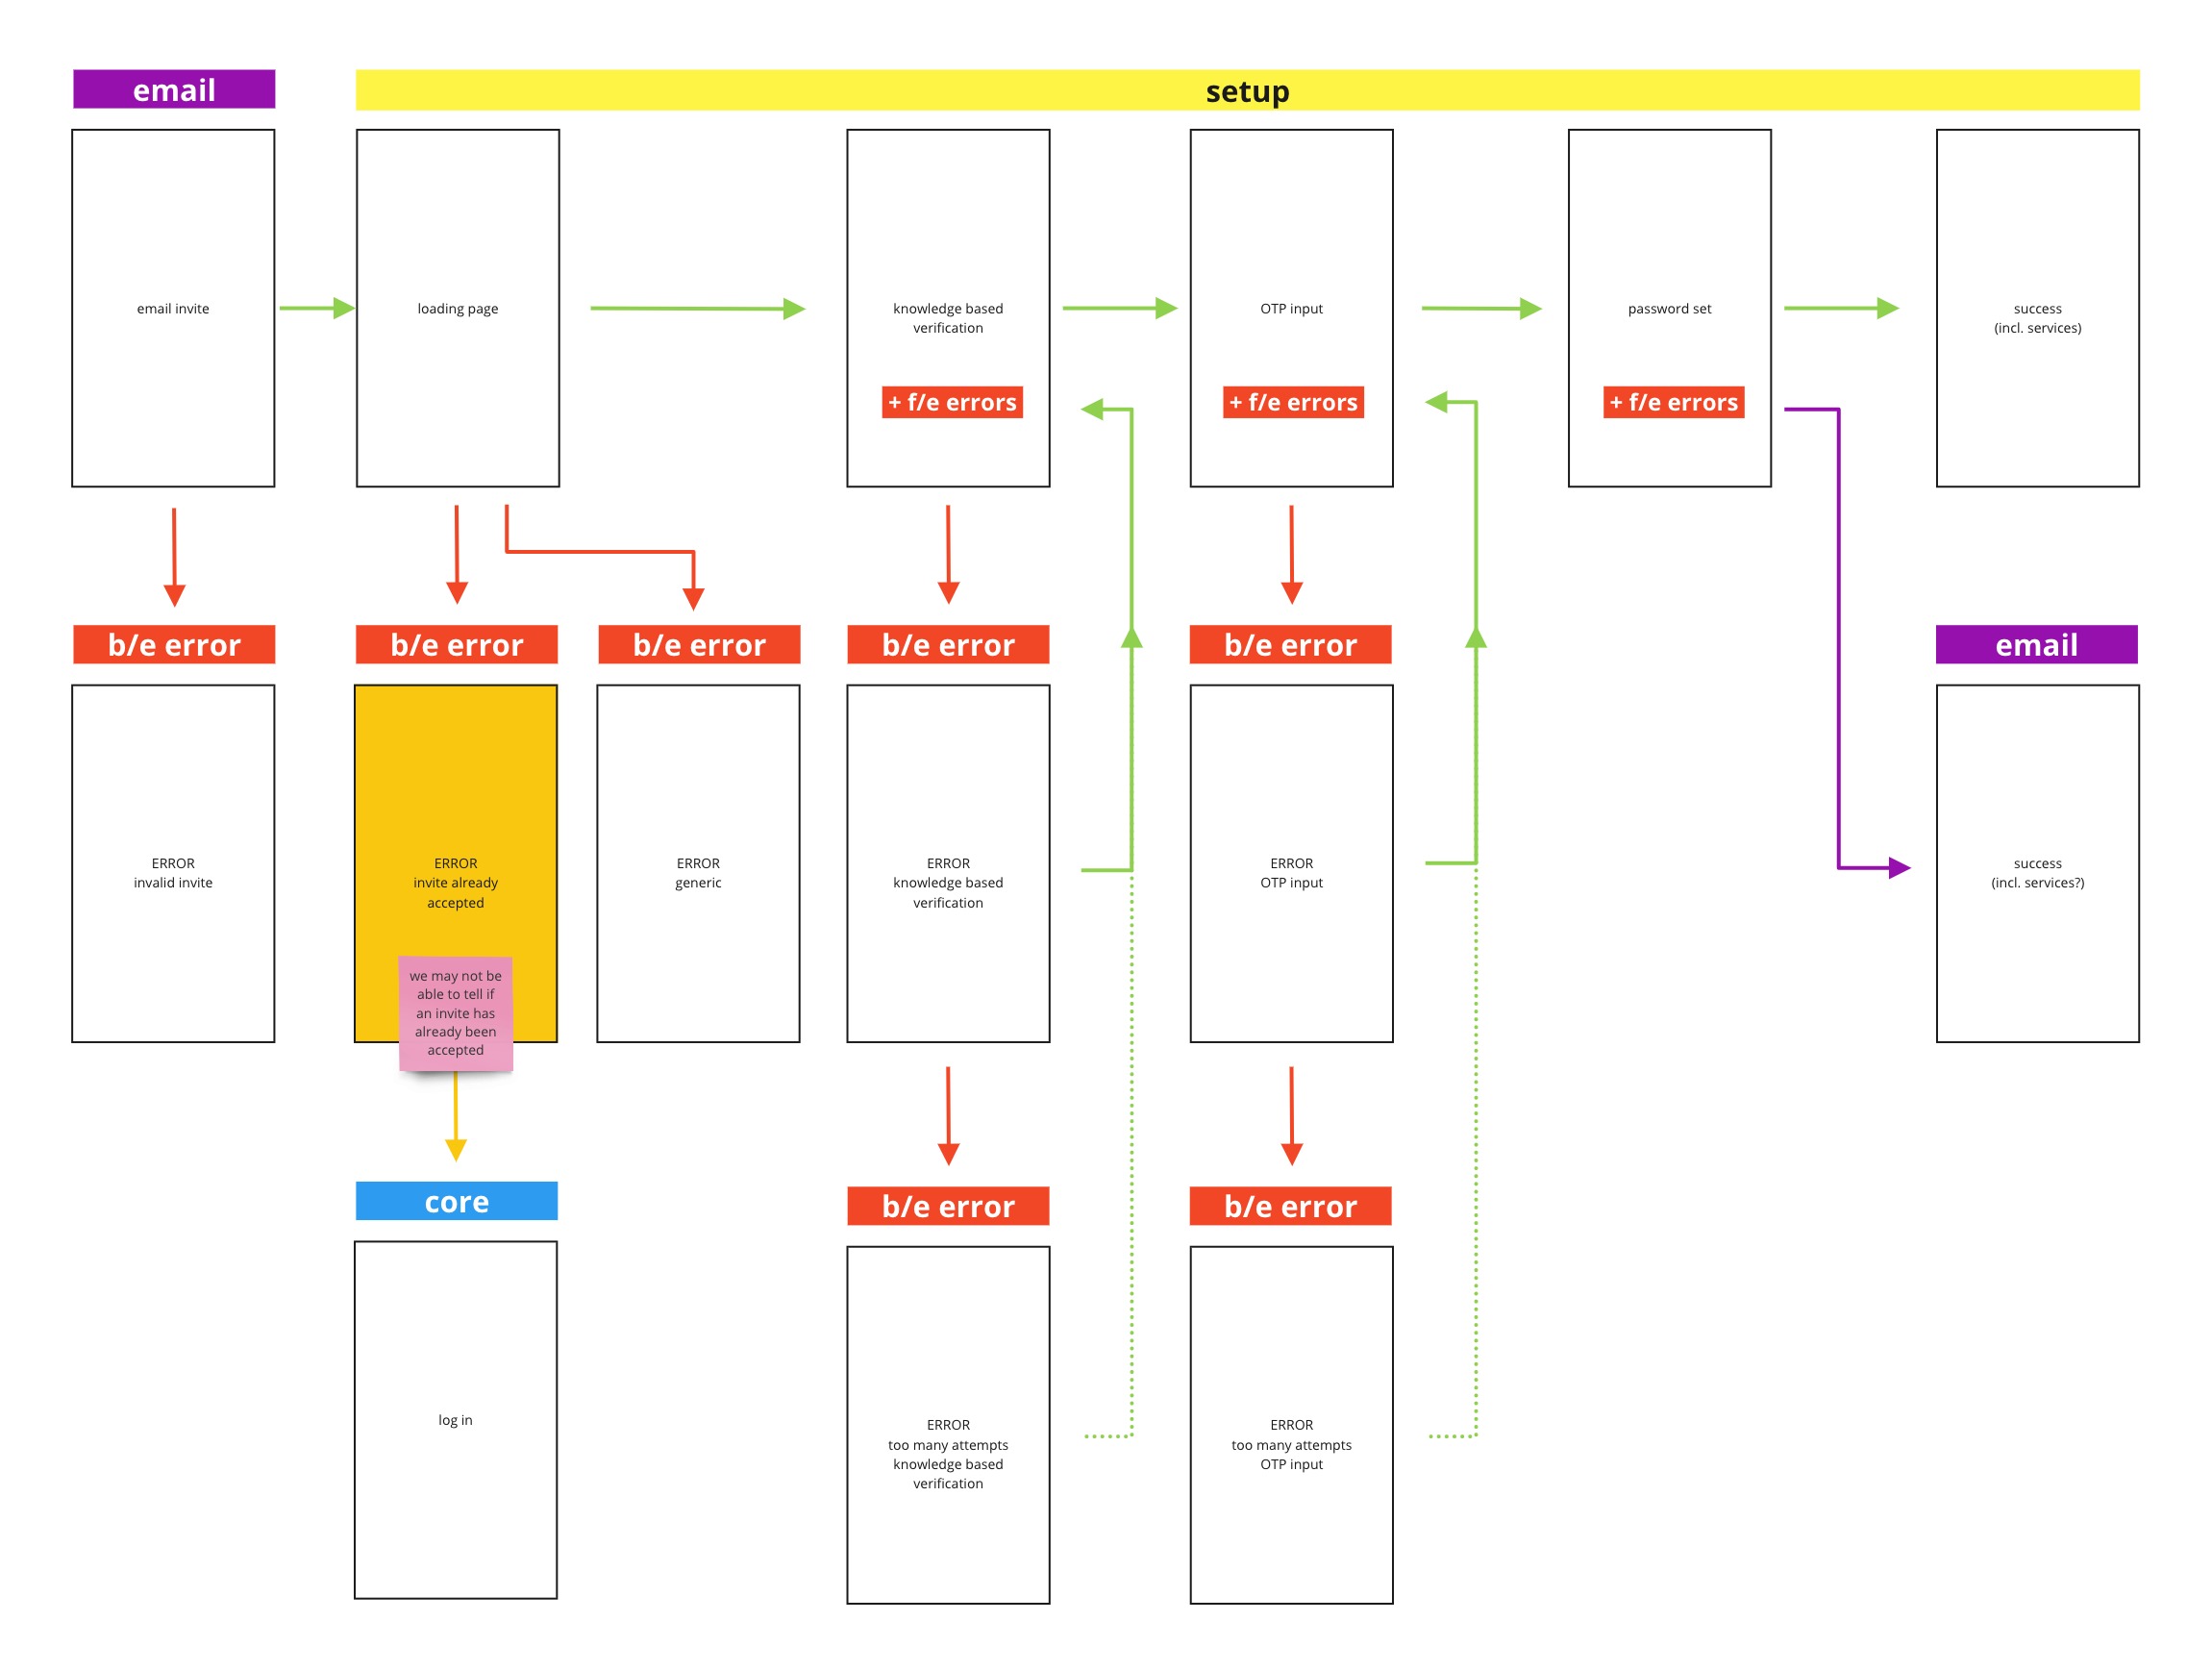 email
setup
email invite
loading page
knowledge based
verification
+ f/e errors
OTP input
+ f/e errors
password set
+ f/e errors
success
(incl. services)
b/e error
b/e error
b/e error
b/e error
b/e error
email
ERROR
invalid invite
ERROR
invite already
accepted
we may not be
able to tell if
an invite has
already been
accepted
ERROR
generic
ERROR
knowledge based
verification
ERROR
OTP input
success
(incl. services?)
core
b/e error
b/e error
log in
ERROR
too many attempts
knowledge based
verification
ERROR
too many attempts
OTP input